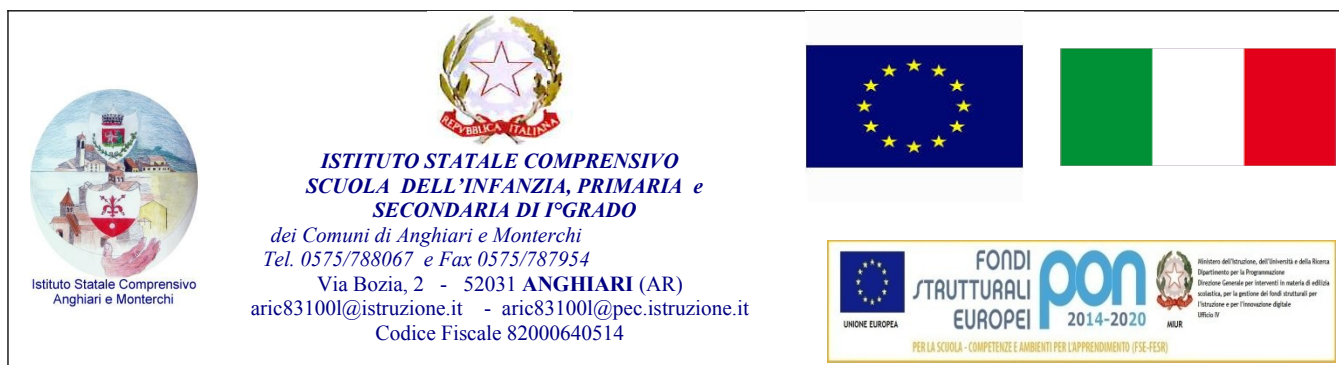 Istituto Statale Comprensivo
Anghiari e Monterchi
REPVBBLICA ITALIANA
ISTITUTO STATALE COMPRENSIVO
SCUOLA DELL’INFANZIA, PRIMARIA e
SECONDARIA DI I°GRADO
dei Comuni di Anghiari e Monterchi
Tel. 0575/788067 e Fax 0575/787954
Via Bozia, 2 - 52031 ANGHIARI (AR)
aric83100l@istruzione.it - aric83100l@pec.istruzione.it
Codice Fiscale 82000640514
UNIONE EUROPEA
FONDI
STRUTTURALI
EUROPEI
pon
2014-2020
MIUR
Ministero dell'Istruzione, dell'Università e della Ricerca
Dipartimento per la Programmazione
Direzione Generale per interventi in materia di edilizia
scolastica, per la gestione dei fondi strutturali per
l'istruzione e per l'innovazione digitale
Ufficio IV
PER LA SCUOLA - COMPETENZE E AMBIENTI PER L'APPRENDIMENTO (FSE-FESR)